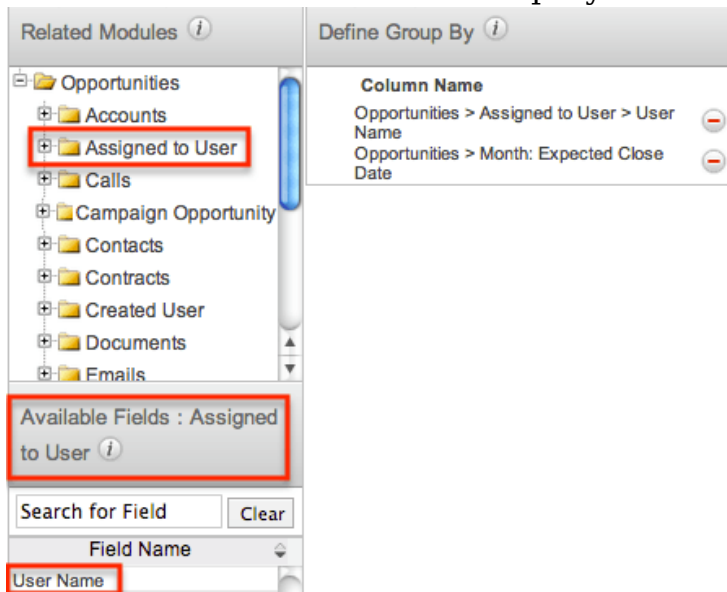 Related Modules i
Define Group By i
Opportunities
Accounts
Assigned to User
Calls
Campaign Opportunity
Contacts
Contracts
Created User
Documents
Emails
Column Name
Opportunities > Assigned to User > User
Name
Opportunities > Month: Expected Close
Date
Available Fields : Assigned
to User i
Search for Field
Clear
Field Name
User Name